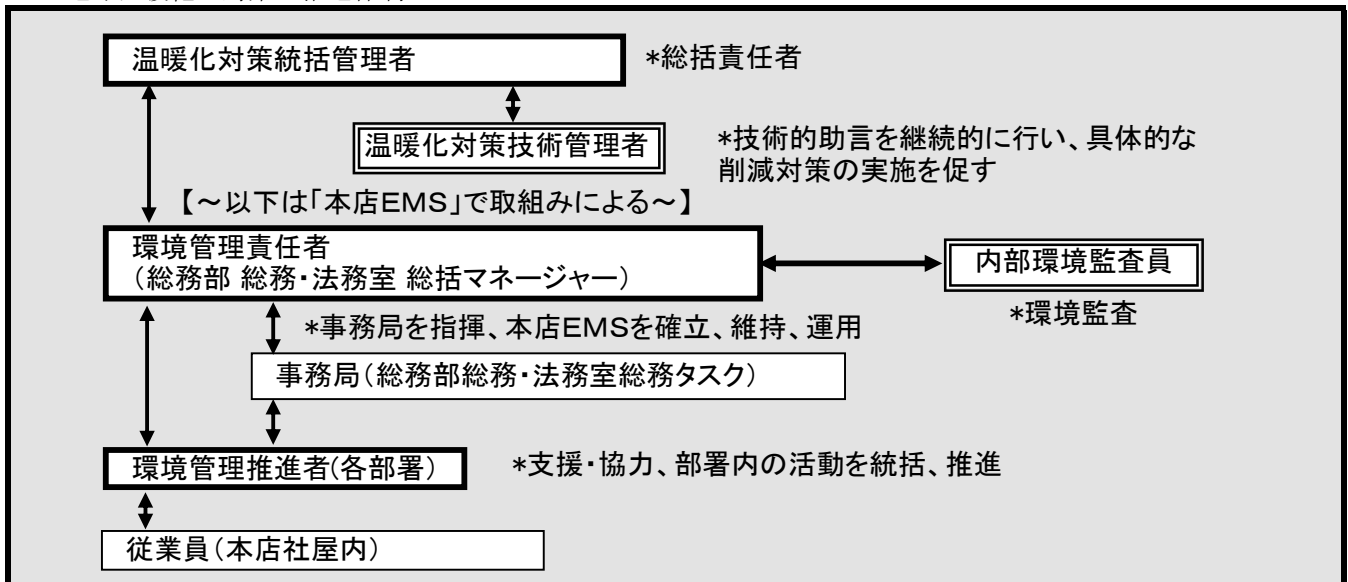 温暖化対策統括管理者
*総括責任者
温暖化対策技術管理者
*技術的助言を継続的に行い、具体的な
削減対策の実施を促す
【～以下は「本店EMS」で取組みによる～】
環境管理責任者
（総務部 総務・法務室 総括マネージャー）
内部環境監査員
*環境監査
*事務局を指揮、本店EMSを確立、維持、運用
事務局（総務部総務・法務室総務タスク）
環境管理推進者(各部署）
*支援・協力、部署内の活動を統括、推進
従業員（本店社屋内）